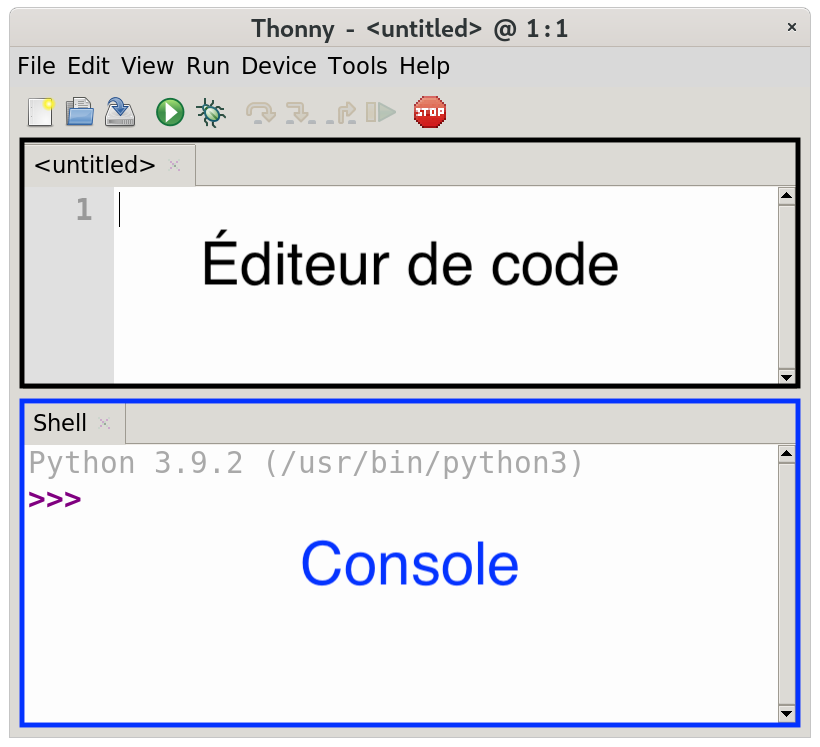 Thonny - <untitled> @ 1:1 ×
File Edit View Run Device Tools Help
STOP
<untitled> ×
1
Éditeur de code
Shell ×
Python 3.9.2 (/usr/bin/python3)
>>>
Console